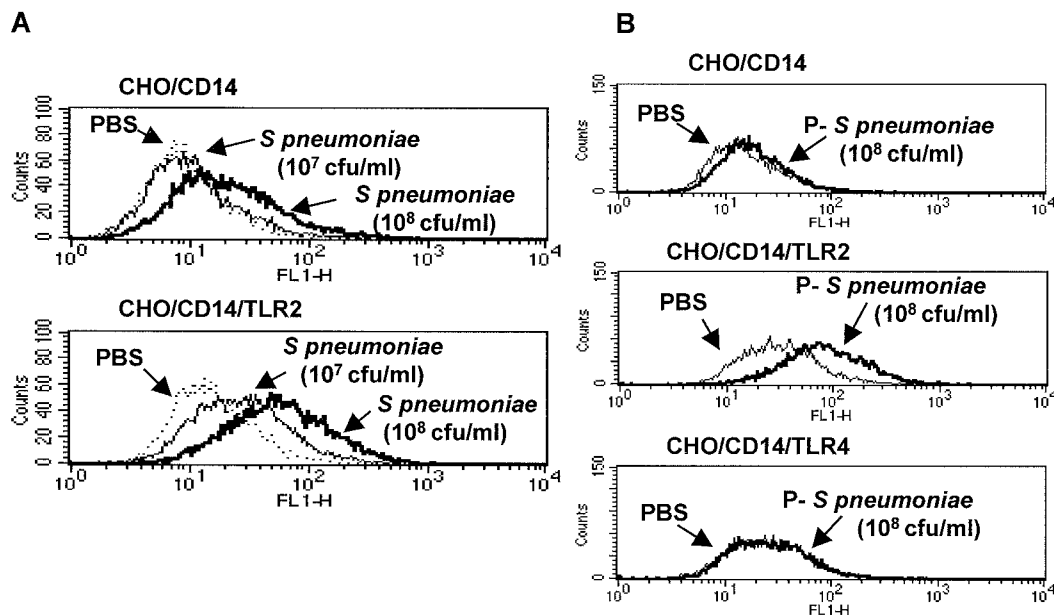 A
CHO/CD14
PBS
S pneumoniae
(10⁷ cfu/ml)
S pneumoniae
(10⁸ cfu/ml)
Counts
0 20 40 60 80 100
10⁰ 10¹ 10² 10³ 10⁴
FL1-H
CHO/CD14/TLR2
PBS
S pneumoniae
(10⁷ cfu/ml)
S pneumoniae
(10⁸ cfu/ml)
Counts
0 20 40 60 80 100
10⁰ 10¹ 10² 10³ 10⁴
FL1-H
B
CHO/CD14
PBS
P- S pneumoniae
(10⁸ cfu/ml)
Counts
0 150
10⁰ 10¹ 10² 10³ 10⁴
FL1-H
CHO/CD14/TLR2
PBS
P- S pneumoniae
(10⁸ cfu/ml)
Counts
0 150
10⁰ 10¹ 10² 10³ 10⁴
FL1-H
CHO/CD14/TLR4
PBS
P- S pneumoniae
(10⁸ cfu/ml)
Counts
0 150
10⁰ 10¹ 10² 10³ 10⁴
FL1-H